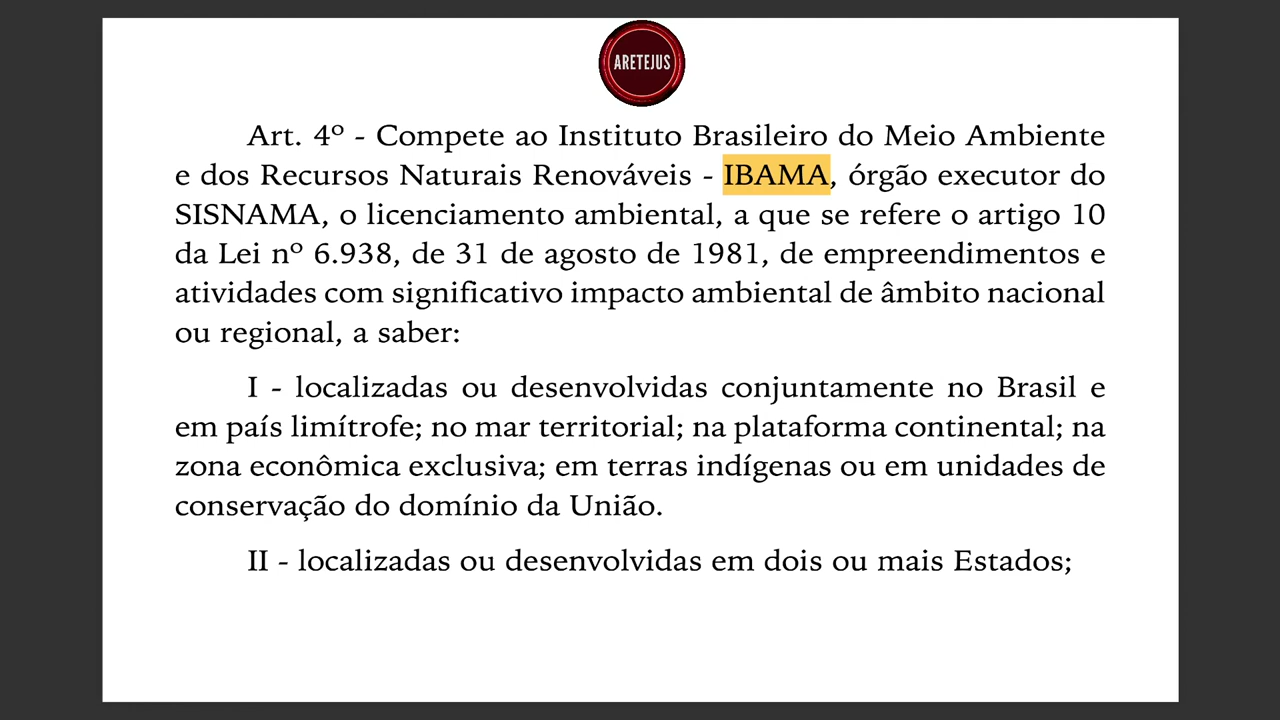 ARETEJUS
Art. 4º - Compete ao Instituto Brasileiro do Meio Ambiente
e dos Recursos Naturais Renováveis - IBAMA, órgão executor do
SISNAMA, o licenciamento ambiental, a que se refere o artigo 10
da Lei nº 6.938, de 31 de agosto de 1981, de empreendimentos e
atividades com significativo impacto ambiental de âmbito nacional
ou regional, a saber:
I - localizadas ou desenvolvidas conjuntamente no Brasil e
em país limítrofe; no mar territorial; na plataforma continental; na
zona econômica exclusiva; em terras indígenas ou em unidades de
conservação do domínio da União.
II - localizadas ou desenvolvidas em dois ou mais Estados;